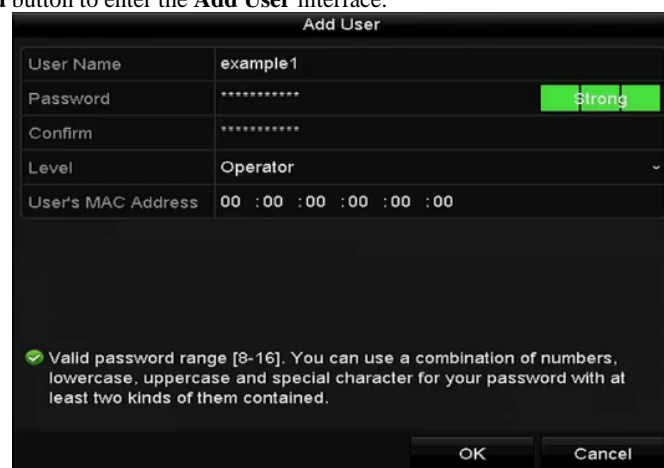 button to enter the Add User interface.
Add User
User Name example1
Password *********** Strong
Confirm ***********
Level Operator
User's MAC Address 00 :00 :00 :00 :00 :00
Valid password range [8-16]. You can use a combination of numbers,
lowercase, uppercase and special character for your password with at
least two kinds of them contained.
OK Cancel